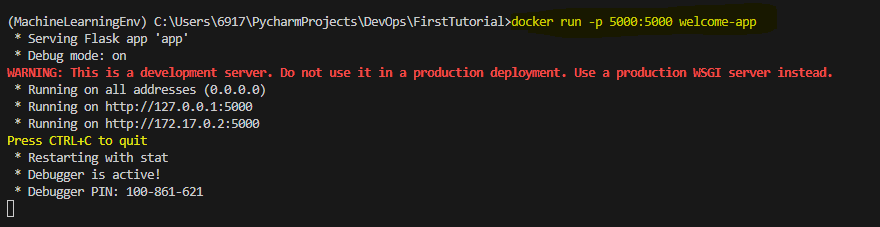 (MachineLearningEnv) C:\Users\6917\PycharmProjects\DevOps\FirstTutorial>docker run -p 5000:5000 welcome-app
* Serving Flask app 'app'
* Debug mode: on
WARNING: This is a development server. Do not use it in a production deployment. Use a production WSGI server instead.
* Running on all addresses (0.0.0.0)
* Running on http://127.0.0.1:5000
* Running on http://172.17.0.2:5000
Press CTRL+C to quit
* Restarting with stat
* Debugger is active!
* Debugger PIN: 100-861-621